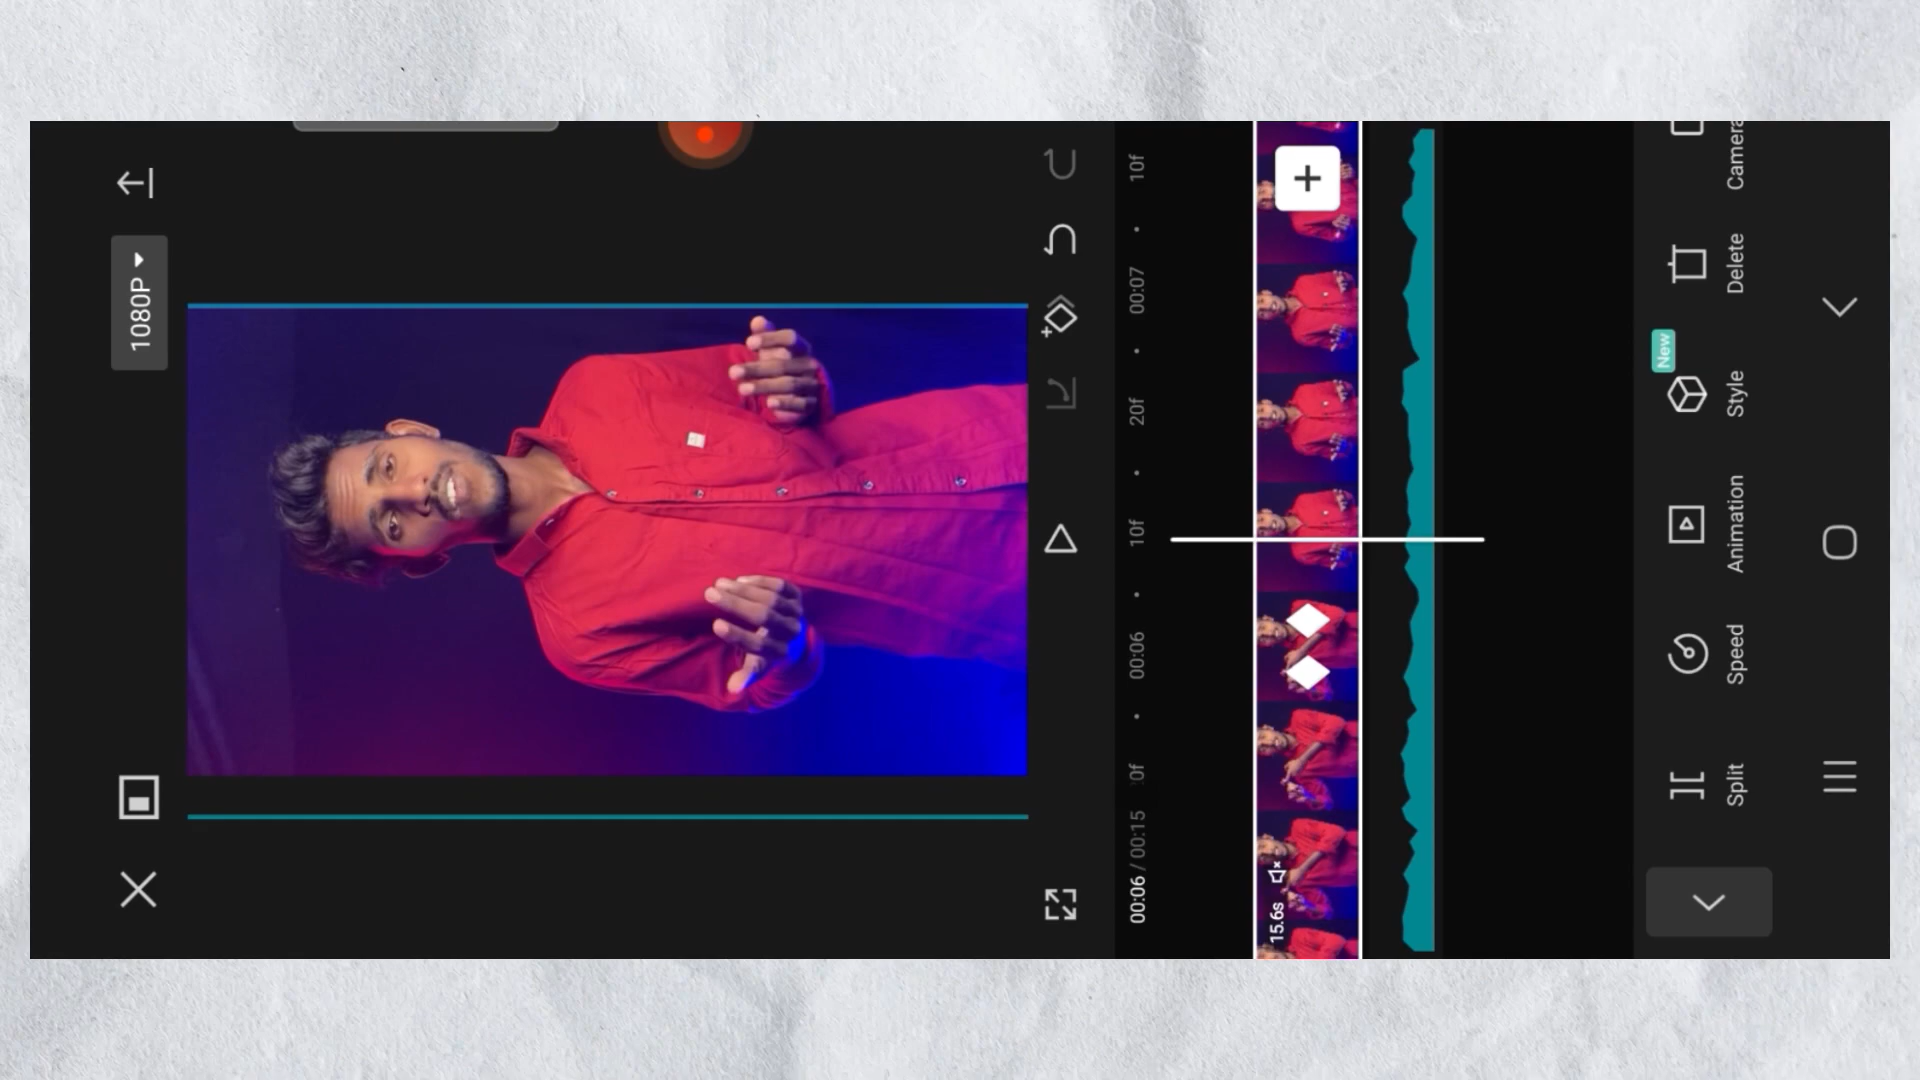 1080P
00:06 / 00:15
0f
00:06
10f
20f
00:07
10f
15.6s
Split
Speed
Animation
Style
New
Delete
Camera